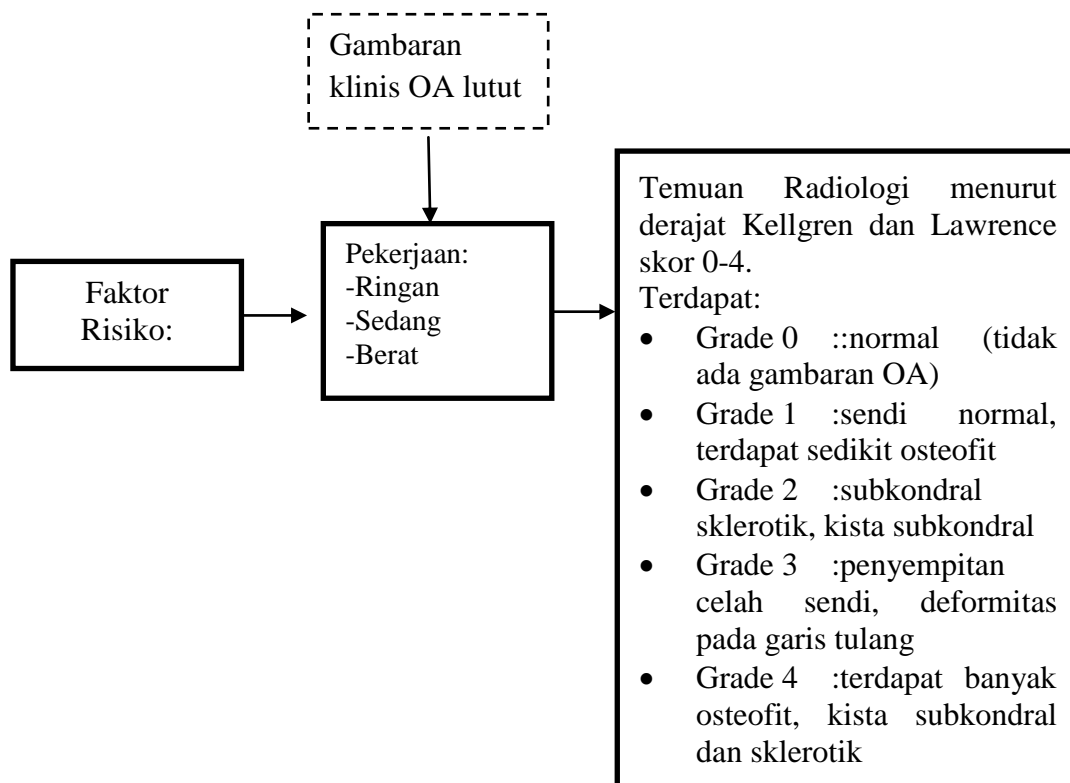 Gambaran
klinis OA lutut
Faktor
Risiko:
Pekerjaan:
-Ringan
-Sedang
-Berat
Temuan Radiologi menurut
derajat Kellgren dan Lawrence
skor 0-4.
Terdapat:
• Grade 0 ::normal (tidak
ada gambaran OA)
• Grade 1 :sendi normal,
terdapat sedikit osteofit
• Grade 2 :subkondral
sklerotik, kista subkondral
• Grade 3 :penyempitan
celah sendi, deformitas
pada garis tulang
• Grade 4 :terdapat banyak
osteofit, kista subkondral
dan sklerotik